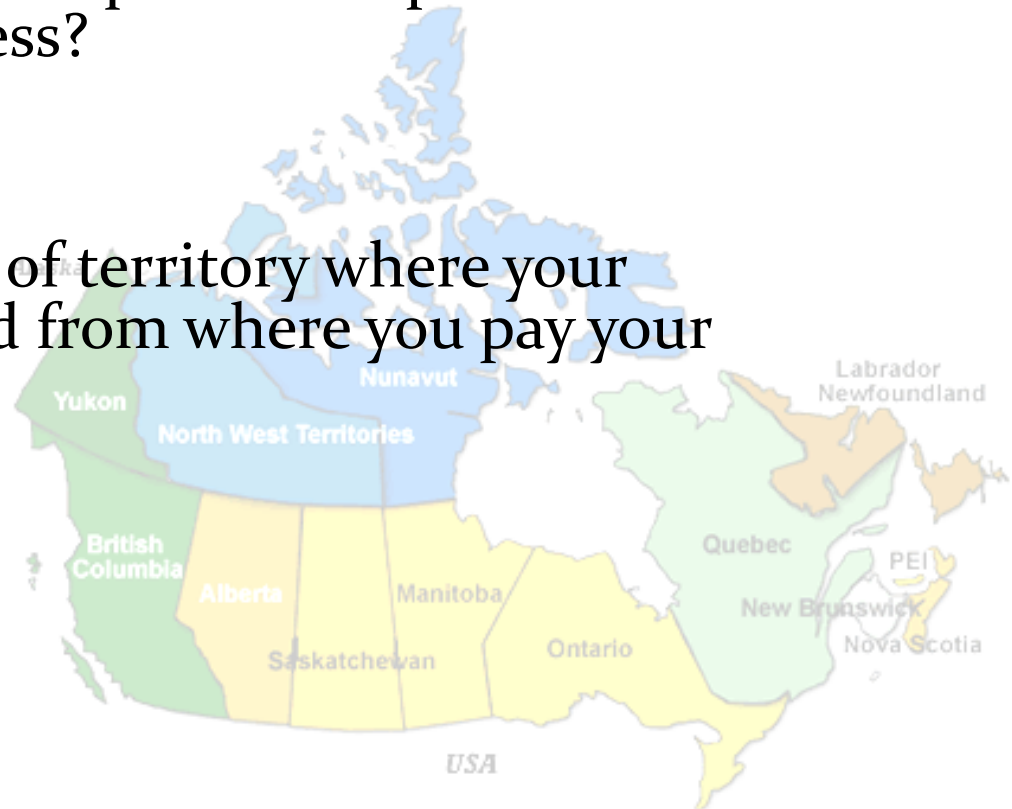 ess?
Alaska
of territory where your
d from where you pay your
Labrador
Newfoundland
Nunavut
Yukon
North West Territories
British
Columbia
Quebec
PEI
Alberta
Manitoba
New Brunswick
Nova Scotia
Ontario
Saskatchewan
USA